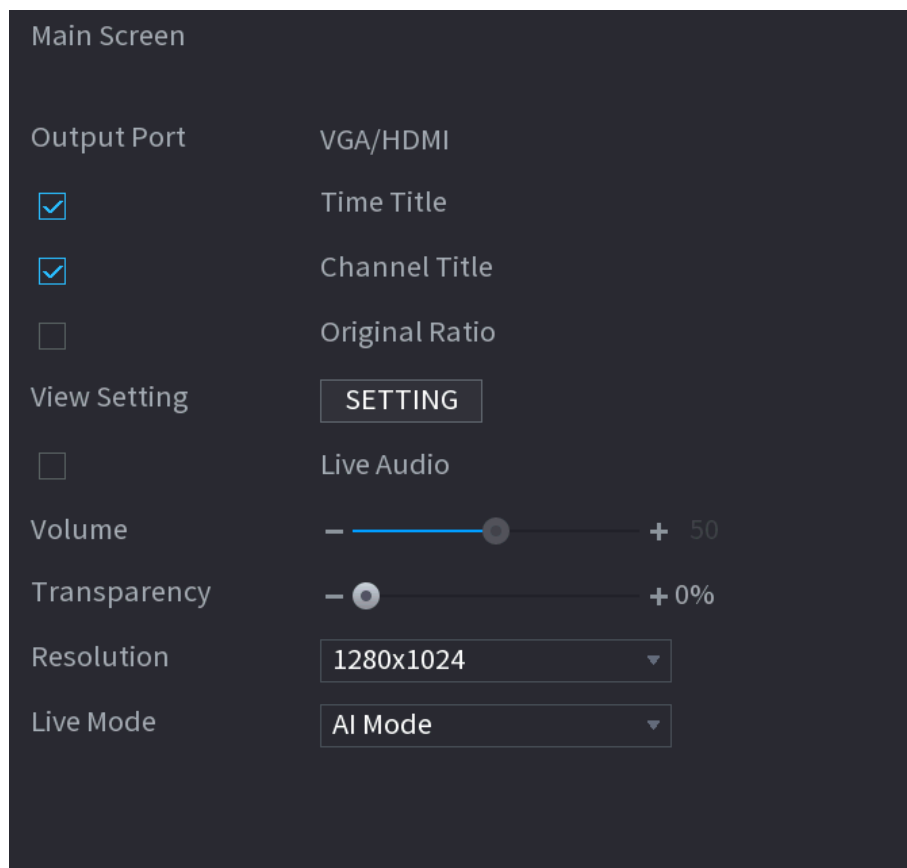 Main Screen
Output Port VGA/HDMI
Time Title
Channel Title
Original Ratio
View Setting SETTING
Live Audio
Volume 50
Transparency 0%
Resolution 1280x1024
Live Mode AI Mode